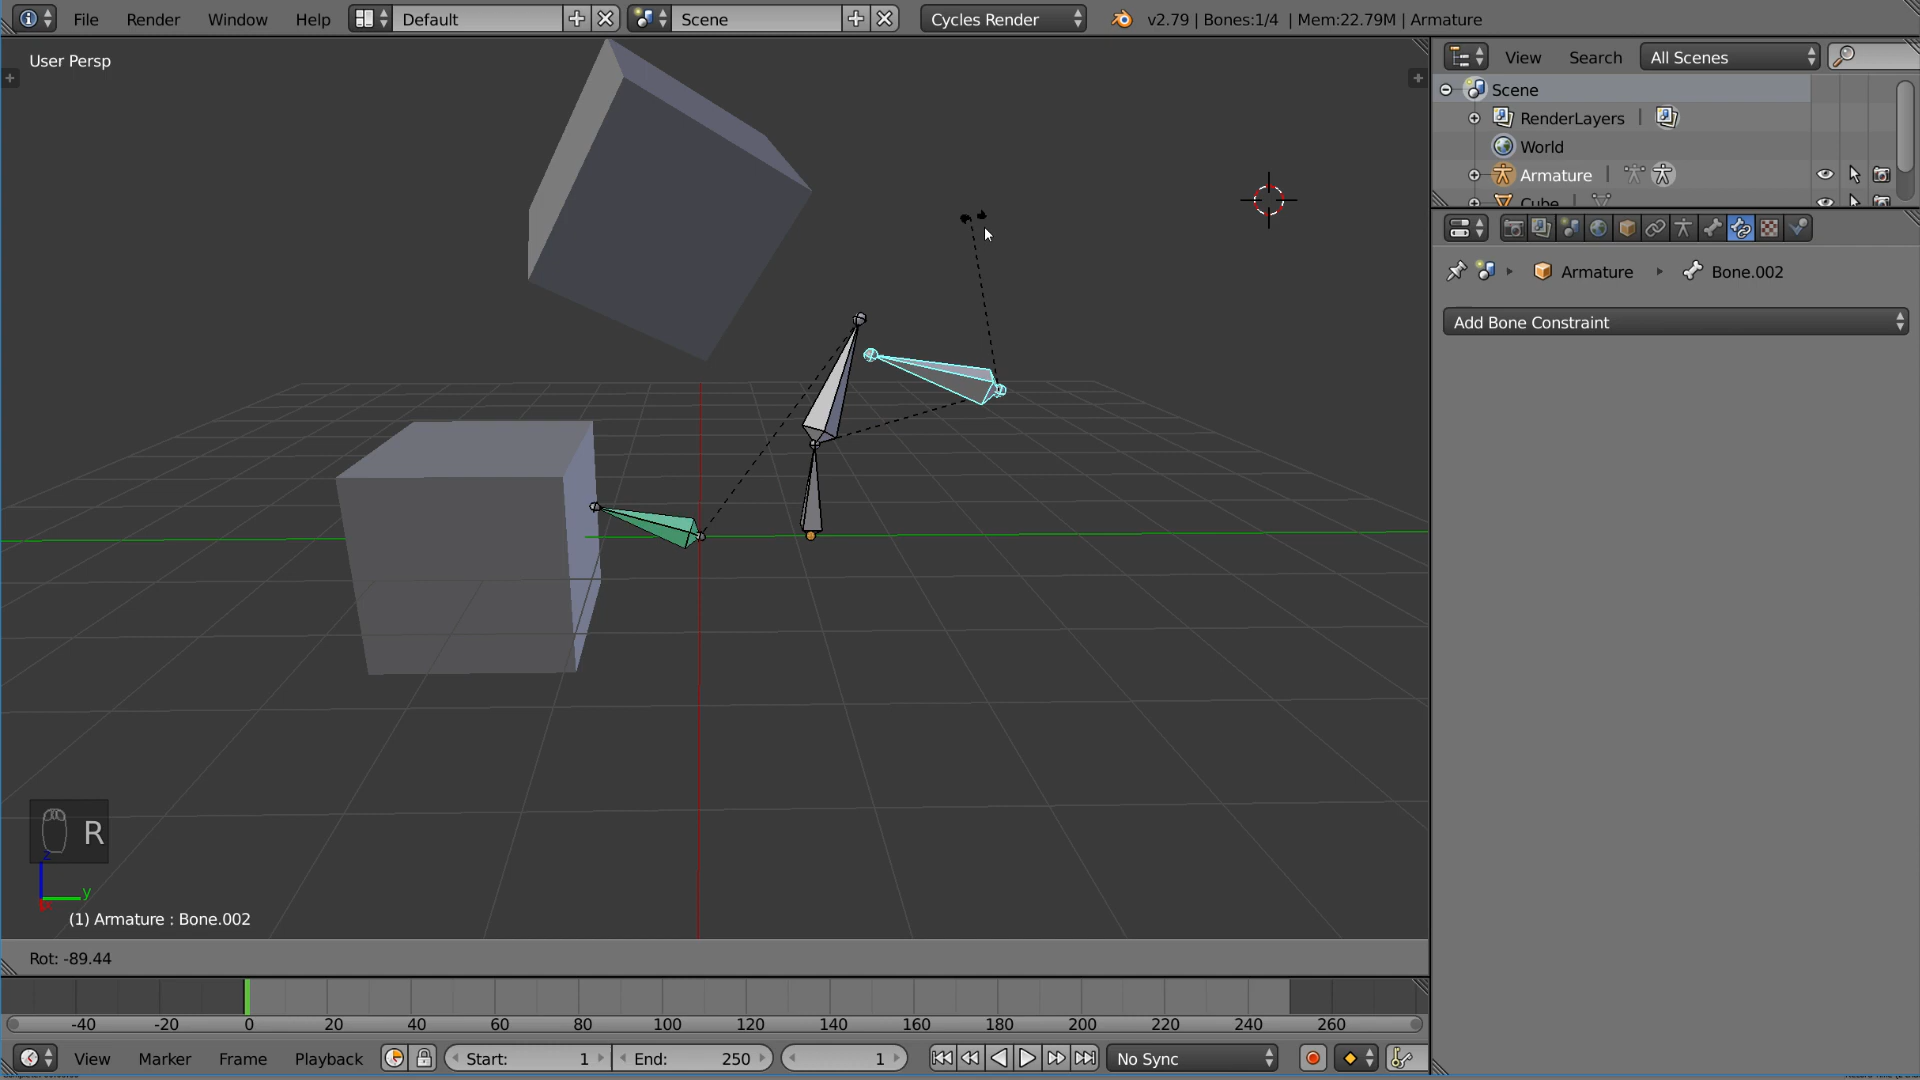 File Render Window Help Default Scene Cycles Render v2.79 | Bones:1/4 | Mem:22.79M | Armature
User Persp
View Search All Scenes
Scene
RenderLayers
World
Armature
Cube
Armature Bone.002
Add Bone Constraint
R
z
y
(1) Armature : Bone.002
Rot: -89.44
-40 -20 0 20 40 60 80 100 120 140 160 180 200 220 240 260
View Marker Frame Playback Start: 1 End: 250 1 No Sync